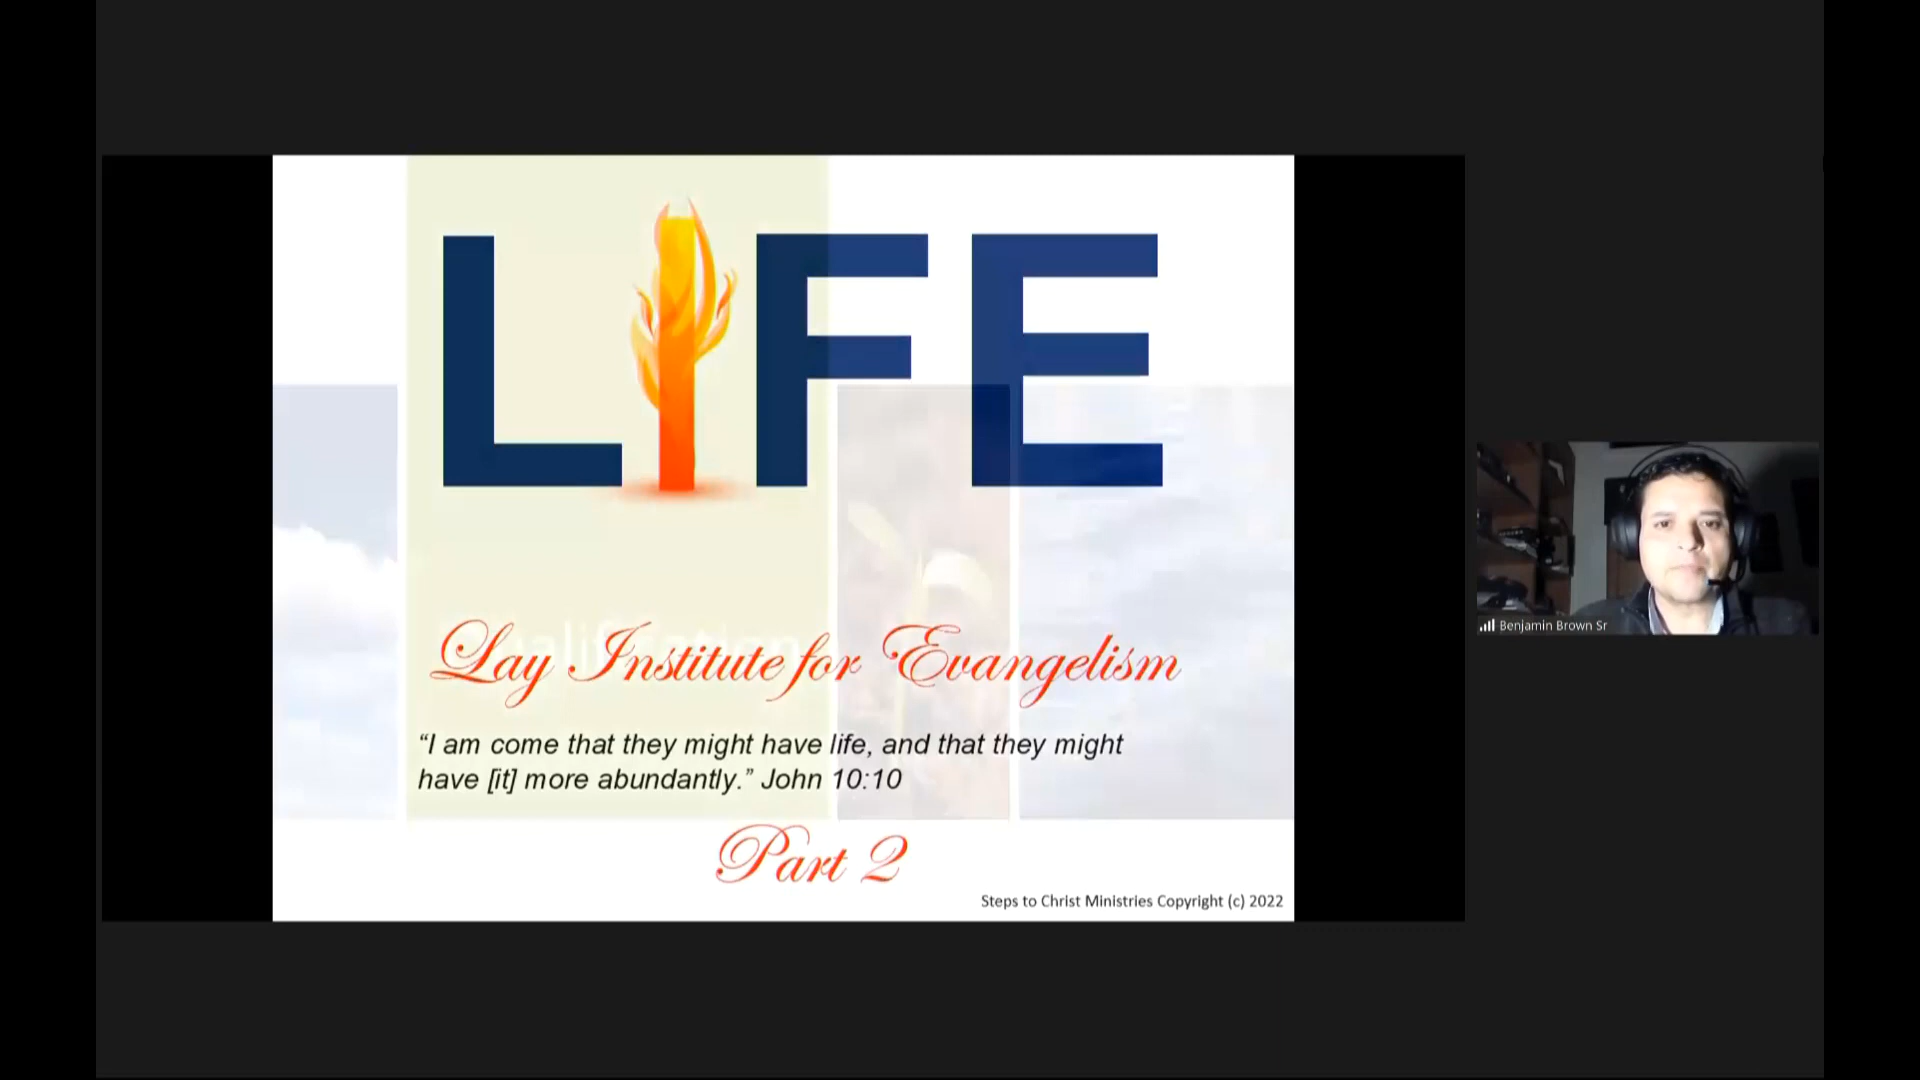 LIFE
Lay Institute for Evangelism
“I am come that they might have life, and that they might
have [it] more abundantly.” John 10:10
Part 2
Steps to Christ Ministries Copyright (c) 2022
Benjamin Brown Sr